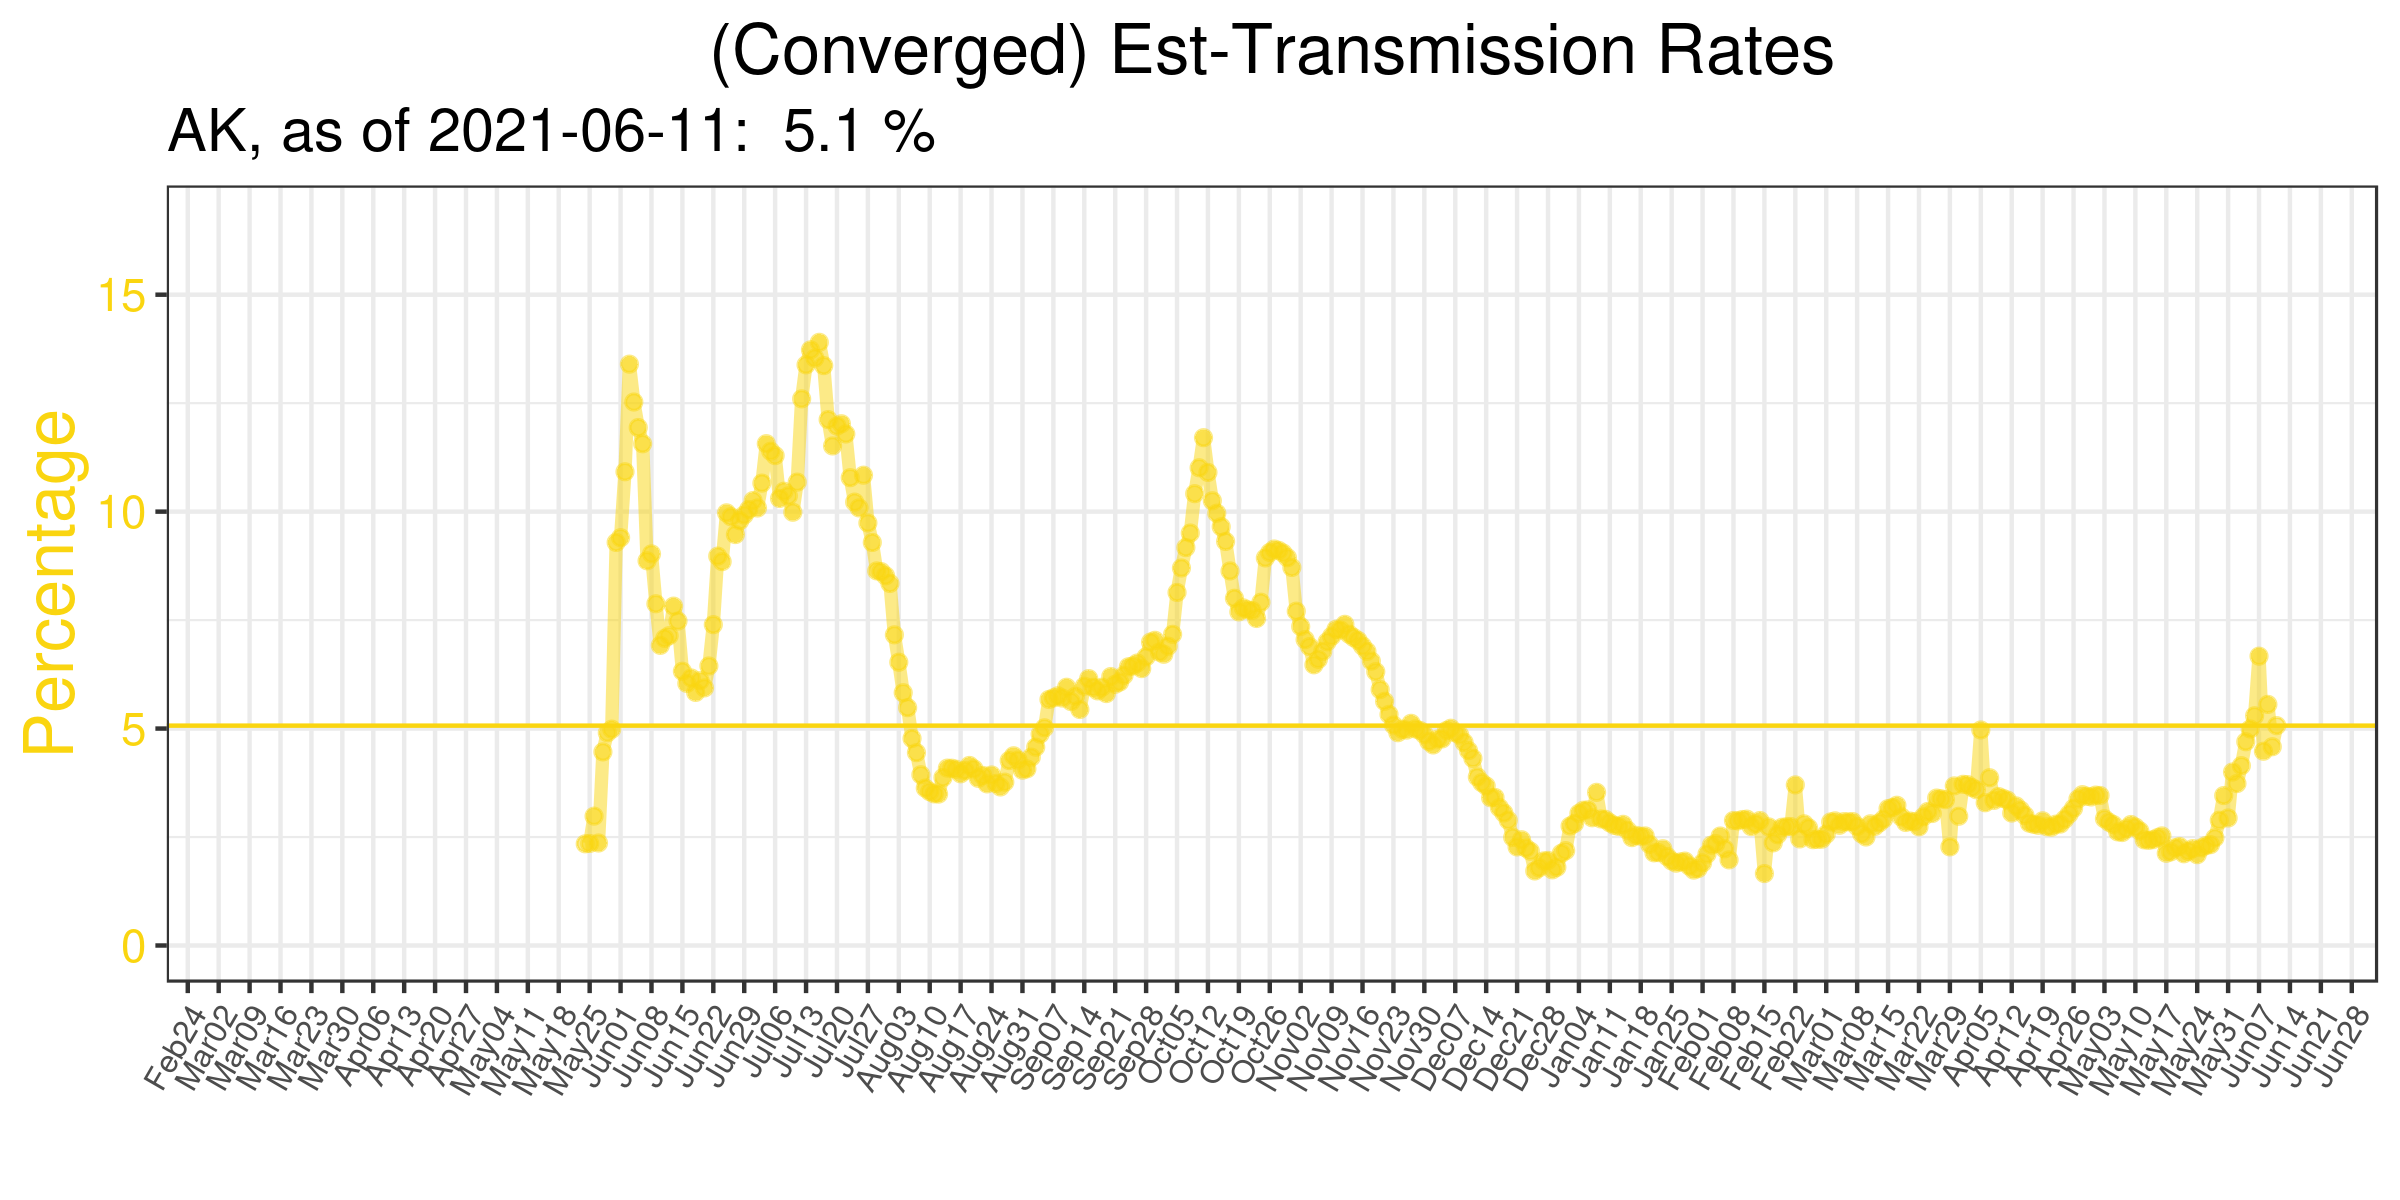 (Converged) Est-Transmission Rates
AK, as of 2021-06-11:  5.1 %
Percentage
15
10
5
0
Feb24
Mar02
Mar09
Mar16
Mar23
Mar30
Apr06
Apr13
Apr20
Apr27
May04
May11
May18
May25
Jun01
Jun08
Jun15
Jun22
Jun29
Jul06
Jul13
Jul20
Jul27
Aug03
Aug10
Aug17
Aug24
Aug31
Sep07
Sep14
Sep21
Sep28
Oct05
Oct12
Oct19
Oct26
Nov02
Nov09
Nov16
Nov23
Nov30
Dec07
Dec14
Dec21
Dec28
Jan04
Jan11
Jan18
Jan25
Feb01
Feb08
Feb15
Feb22
Mar01
Mar08
Mar15
Mar22
Mar29
Apr05
Apr12
Apr19
Apr26
May03
May10
May17
May24
May31
Jun07
Jun14
Jun21
Jun28